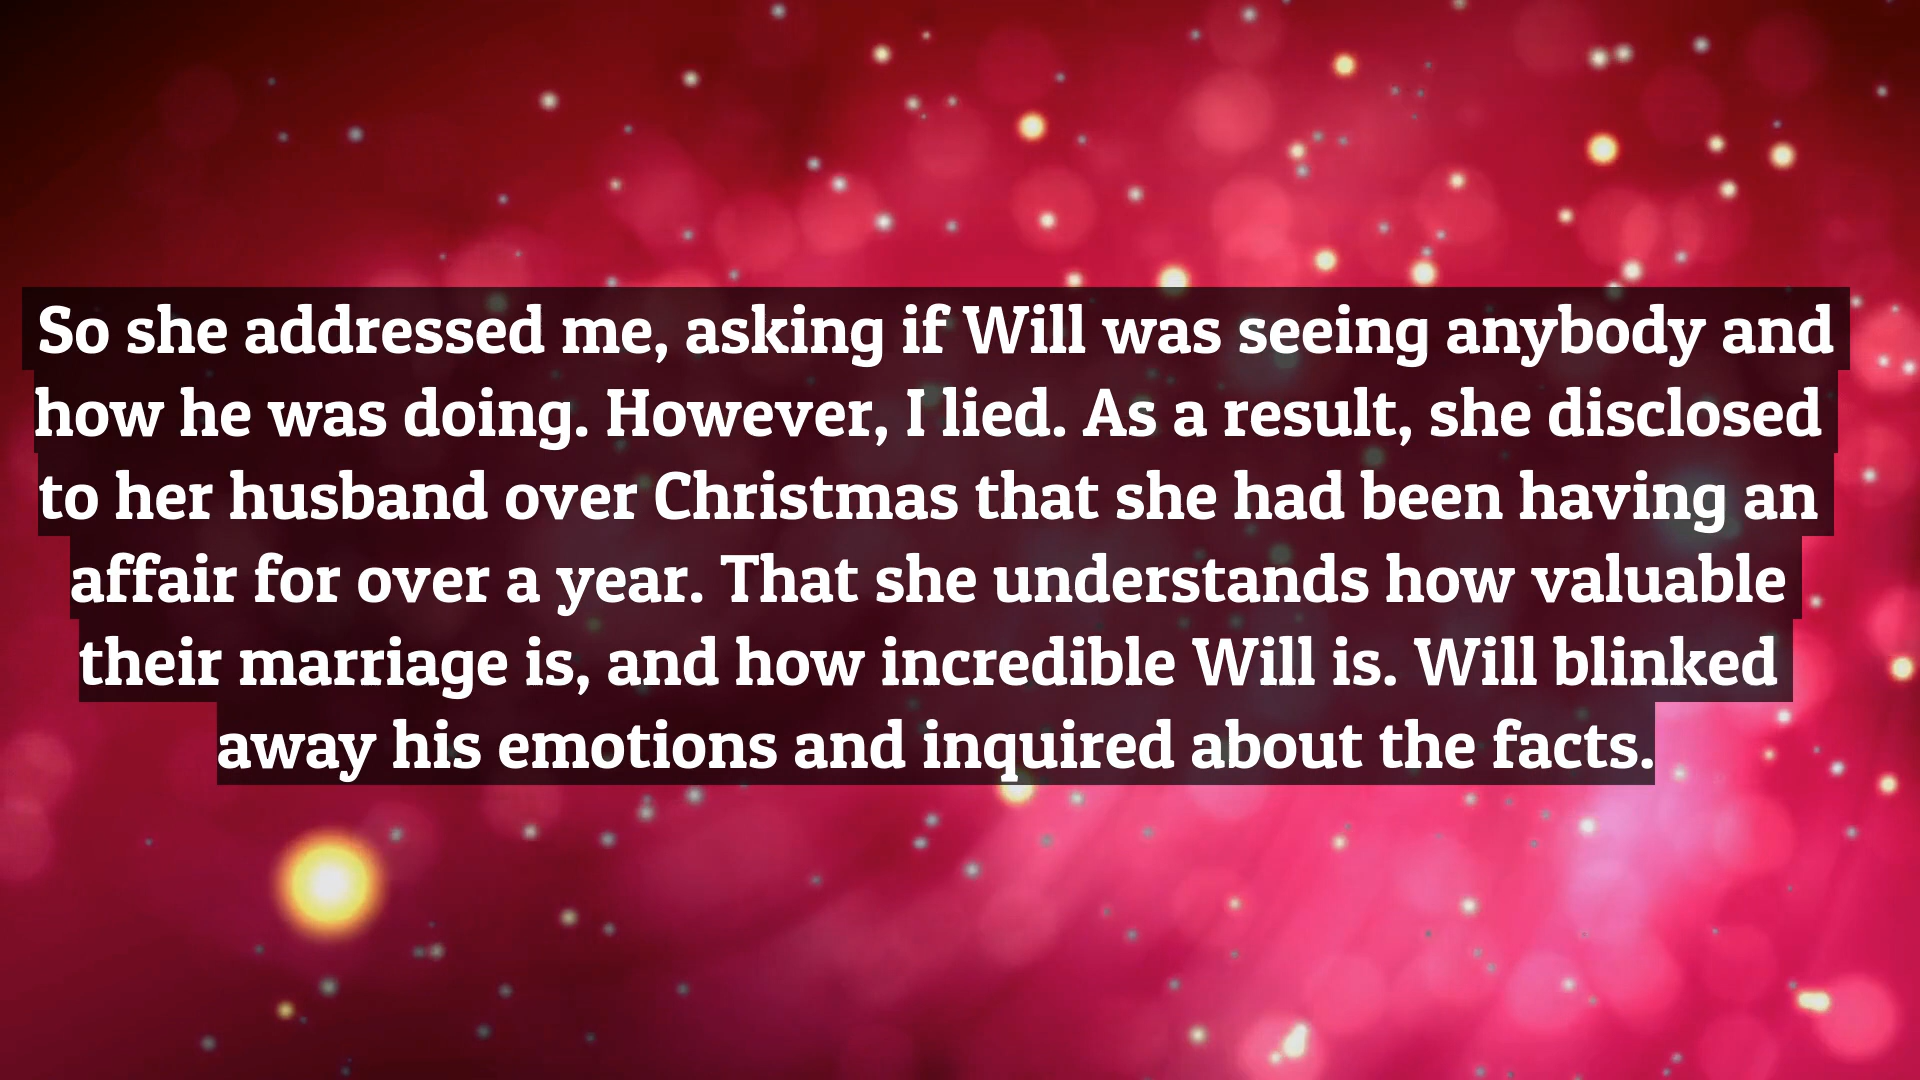 So she addressed me, asking if Will was seeing anybody and
how he was doing. However, I lied. As a result, she disclosed
to her husband over Christmas that she had been having an
affair for over a year. That she understands how valuable
their marriage is, and how incredible Will is. Will blinked
away his emotions and inquired about the facts.